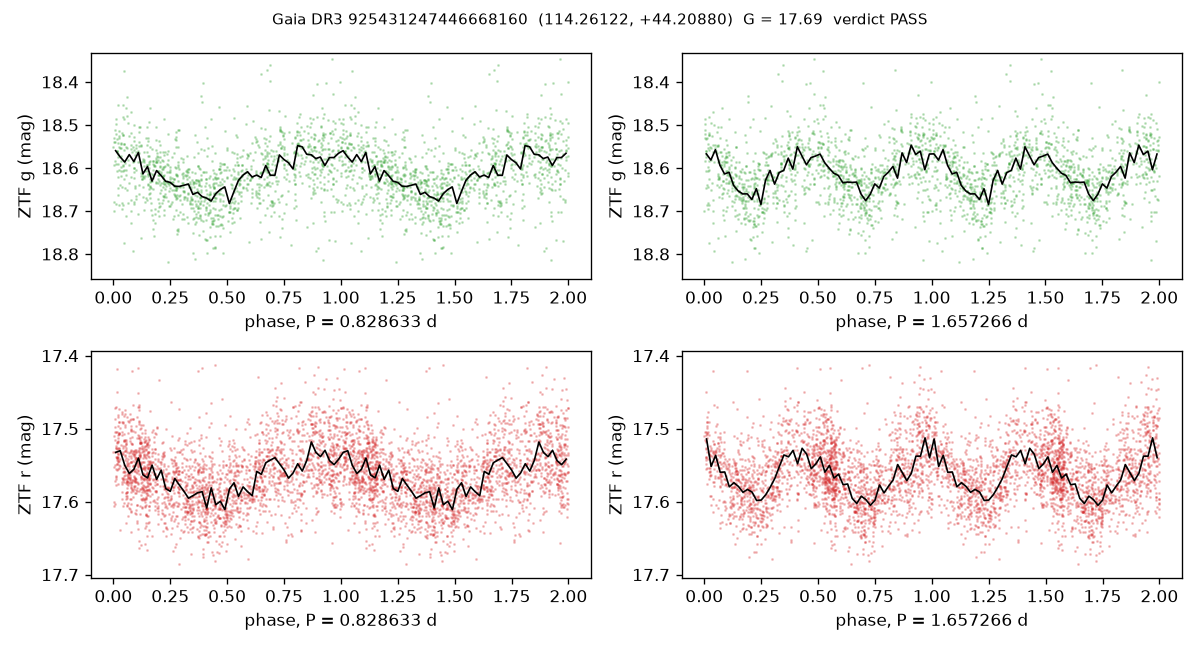 Gaia DR3 925431247446668160 (114.26122, +44.20880) G = 17.69 verdict PASS
ZTF g (mag)
18.4
18.5
18.6
18.7
18.8
0.00 0.25 0.50 0.75 1.00 1.25 1.50 1.75 2.00
phase, P = 0.828633 d
ZTF g (mag)
18.4
18.5
18.6
18.7
18.8
0.00 0.25 0.50 0.75 1.00 1.25 1.50 1.75 2.00
phase, P = 1.657266 d
ZTF r (mag)
17.4
17.5
17.6
17.7
0.00 0.25 0.50 0.75 1.00 1.25 1.50 1.75 2.00
phase, P = 0.828633 d
ZTF r (mag)
17.4
17.5
17.6
17.7
0.00 0.25 0.50 0.75 1.00 1.25 1.50 1.75 2.00
phase, P = 1.657266 d